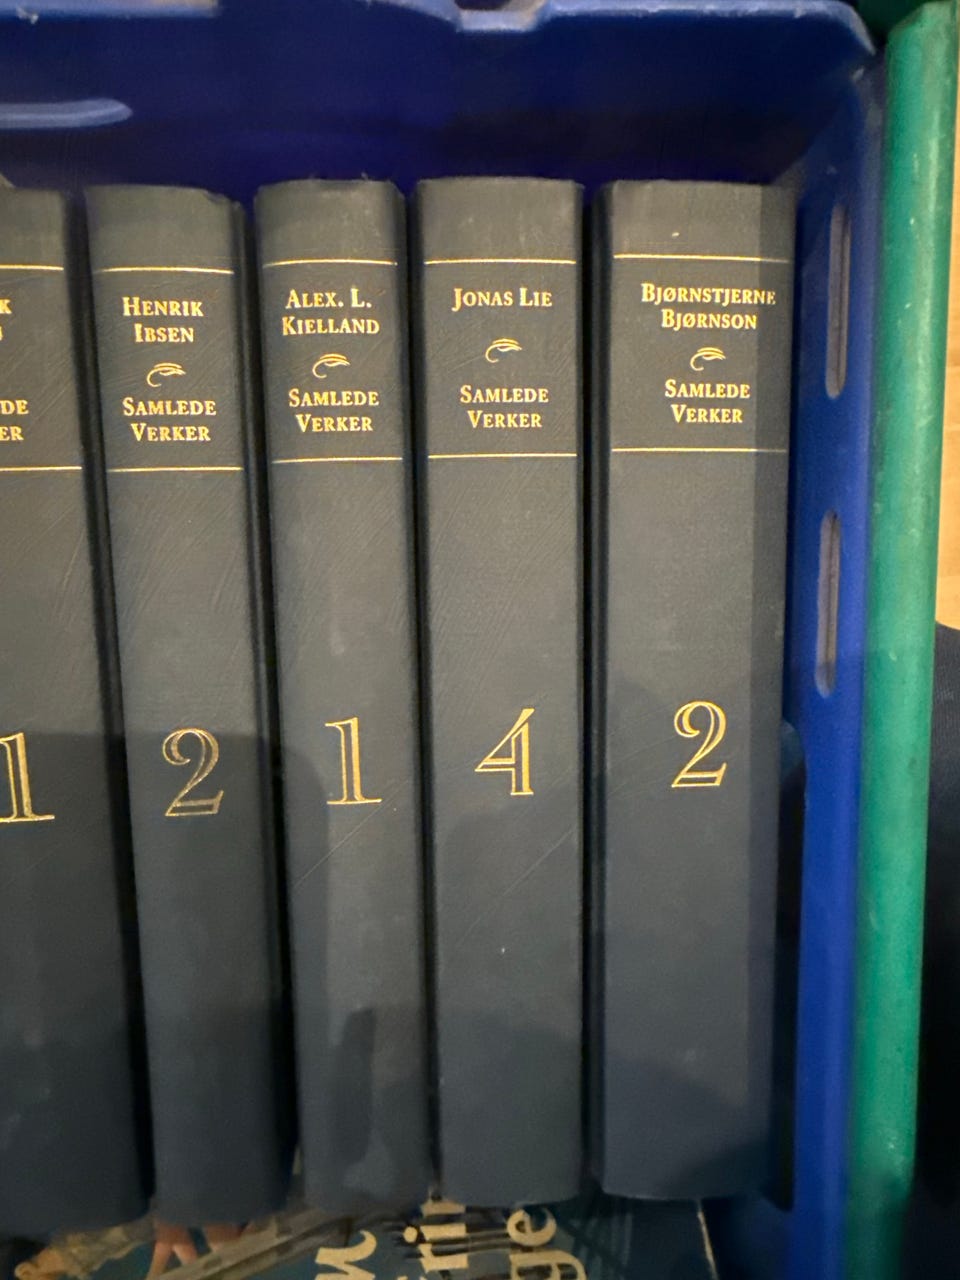 1
HENRIK
IBSEN
SAMLEDE
VERKER
2
ALEX. L.
KIELLAND
SAMLEDE
VERKER
1
JONAS LIE
SAMLEDE
VERKER
4
BJØRNSTJERNE
BJØRNSON
SAMLEDE
VERKER
2